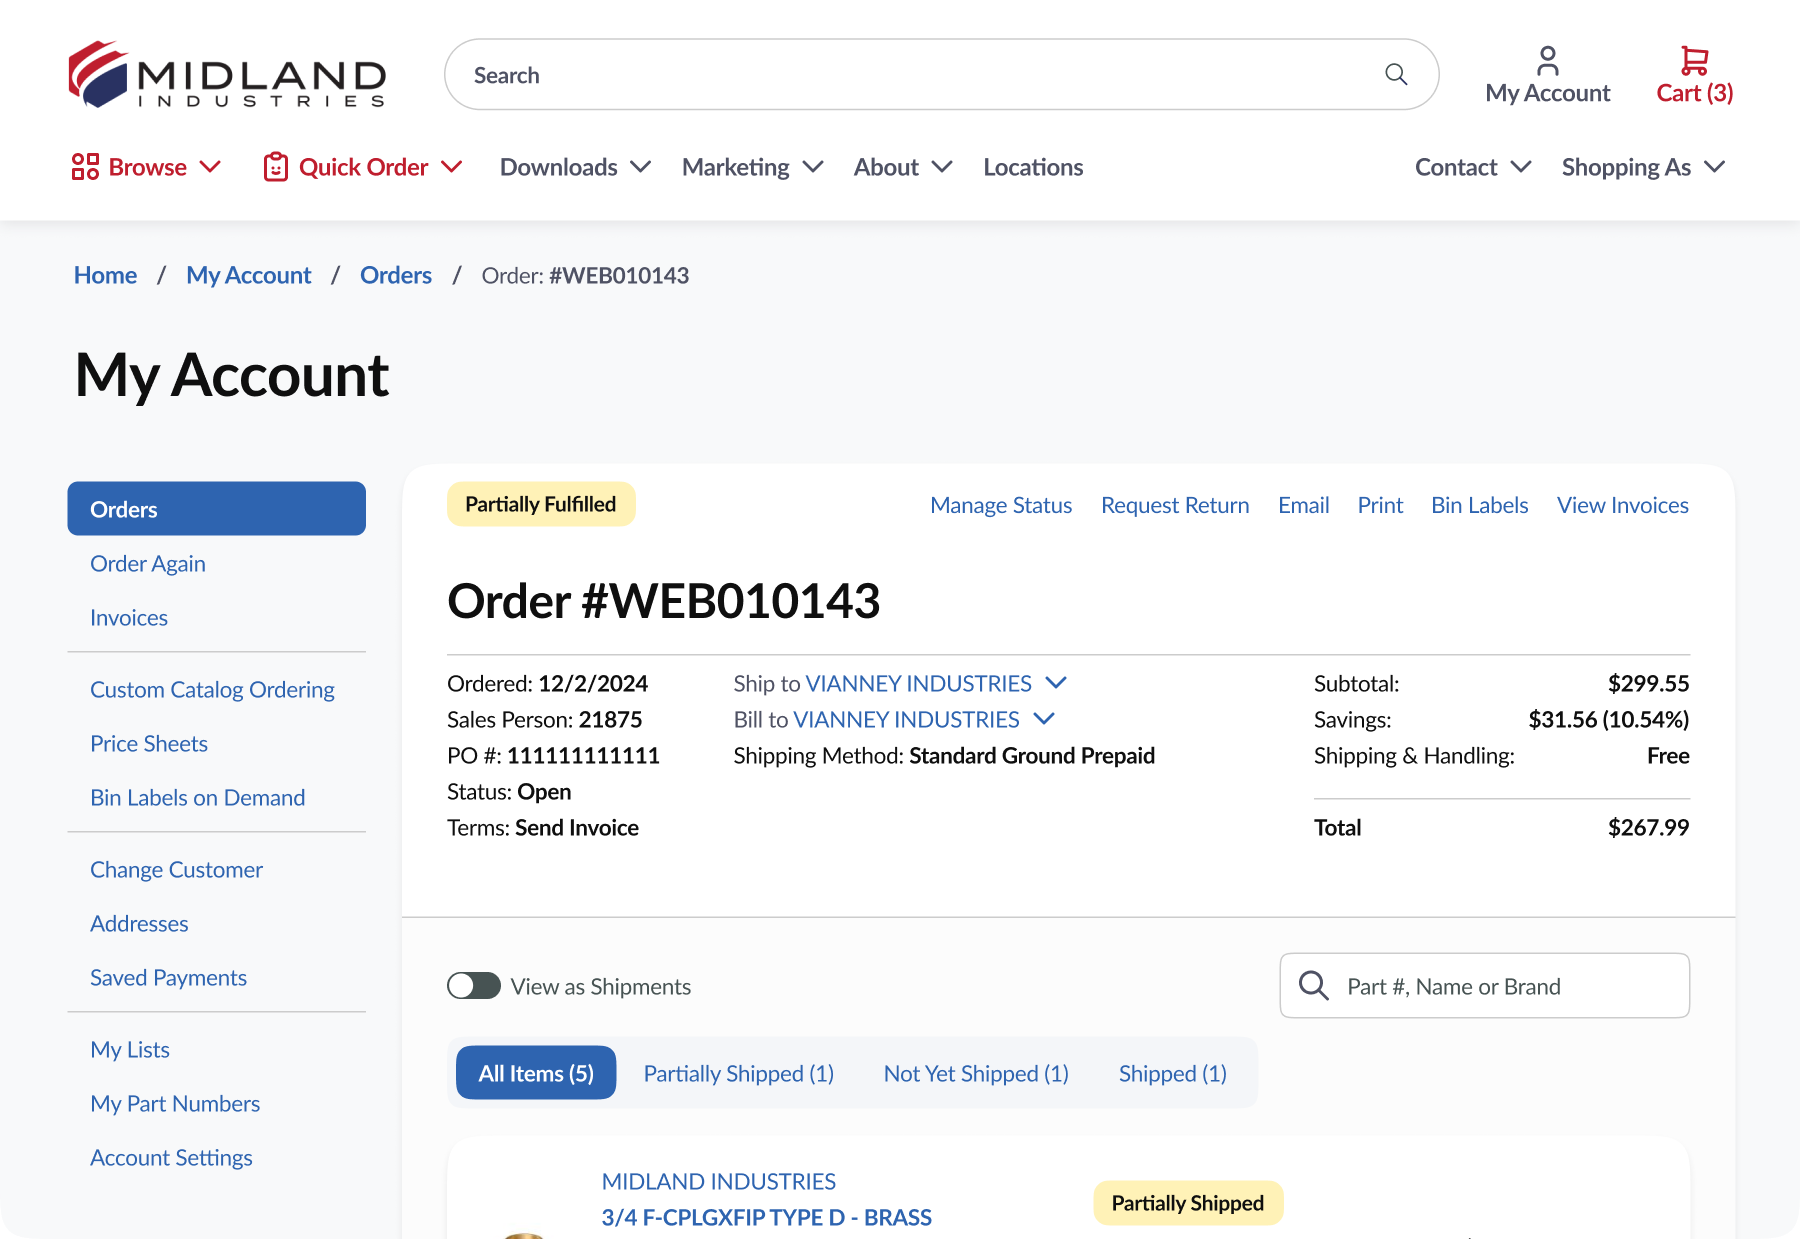 MIDLAND
INDUSTRIES
Search
My Account
Cart (3)
Browse
Quick Order
Downloads
Marketing
About
Locations
Contact
Shopping As
Home / My Account / Orders / Order: #WEB010143
My Account
Orders
Order Again
Invoices
Custom Catalog Ordering
Price Sheets
Bin Labels on Demand
Change Customer
Addresses
Saved Payments
My Lists
My Part Numbers
Account Settings
Partially Fulfilled
Manage Status
Request Return
Email
Print
Bin Labels
View Invoices
Order #WEB010143
Ordered: 12/2/2024
Sales Person: 21875
PO #: 111111111111
Status: Open
Terms: Send Invoice
Ship to VIANNEY INDUSTRIES
Bill to VIANNEY INDUSTRIES
Shipping Method: Standard Ground Prepaid
Subtotal: $299.55
Savings: $31.56 (10.54%)
Shipping & Handling: Free
Total $267.99
View as Shipments
Part #, Name or Brand
All Items (5)
Partially Shipped (1)
Not Yet Shipped (1)
Shipped (1)
MIDLAND INDUSTRIES
3/4 F-CPLGXFIP TYPE D - BRASS
Partially Shipped